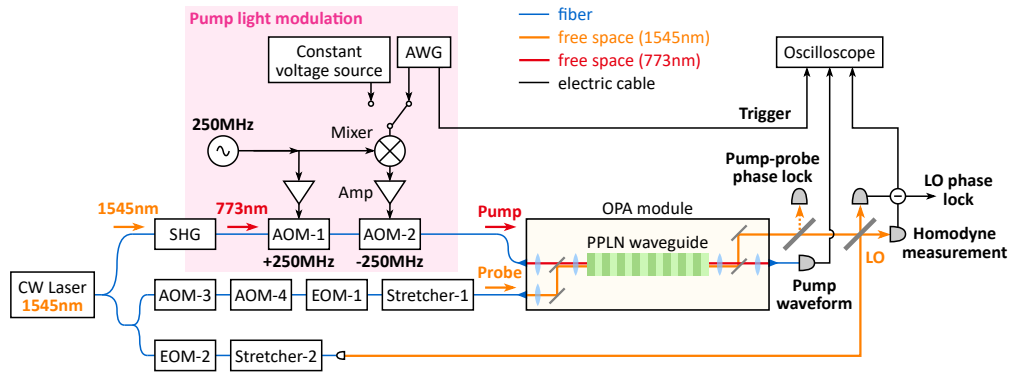 Pump light modulation
fiber
free space (1545nm)
free space (773nm)
electric cable
Constant
voltage source
AWG
Oscilloscope
250MHz
Mixer
Trigger
Amp
Pump-probe
phase lock
LO phase
lock
1545nm
773nm
SHG
AOM-1
AOM-2
+250MHz
-250MHz
Pump
OPA module
PPLN waveguide
Probe
LO
Homodyne
measurement
Pump
waveform
CW Laser
1545nm
AOM-3
AOM-4
EOM-1
Stretcher-1
EOM-2
Stretcher-2